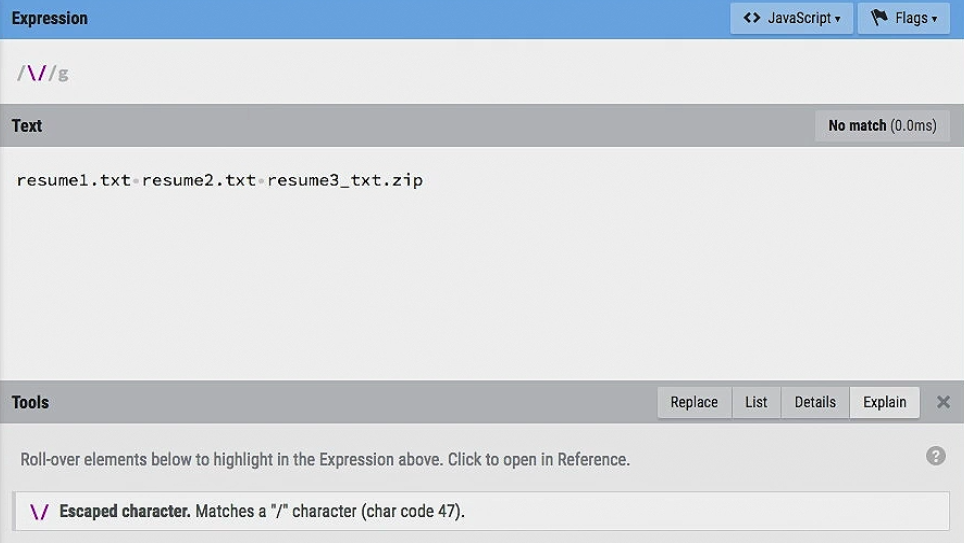 Expression
<> JavaScript ▾
Flags ▾
/\//g
Text
No match (0.0ms)
resume1.txt·resume2.txt·resume3_txt.zip
Tools
Replace
List
Details
Explain
×
Roll-over elements below to highlight in the Expression above. Click to open in Reference.
?
\/ Escaped character. Matches a "/" character (char code 47).